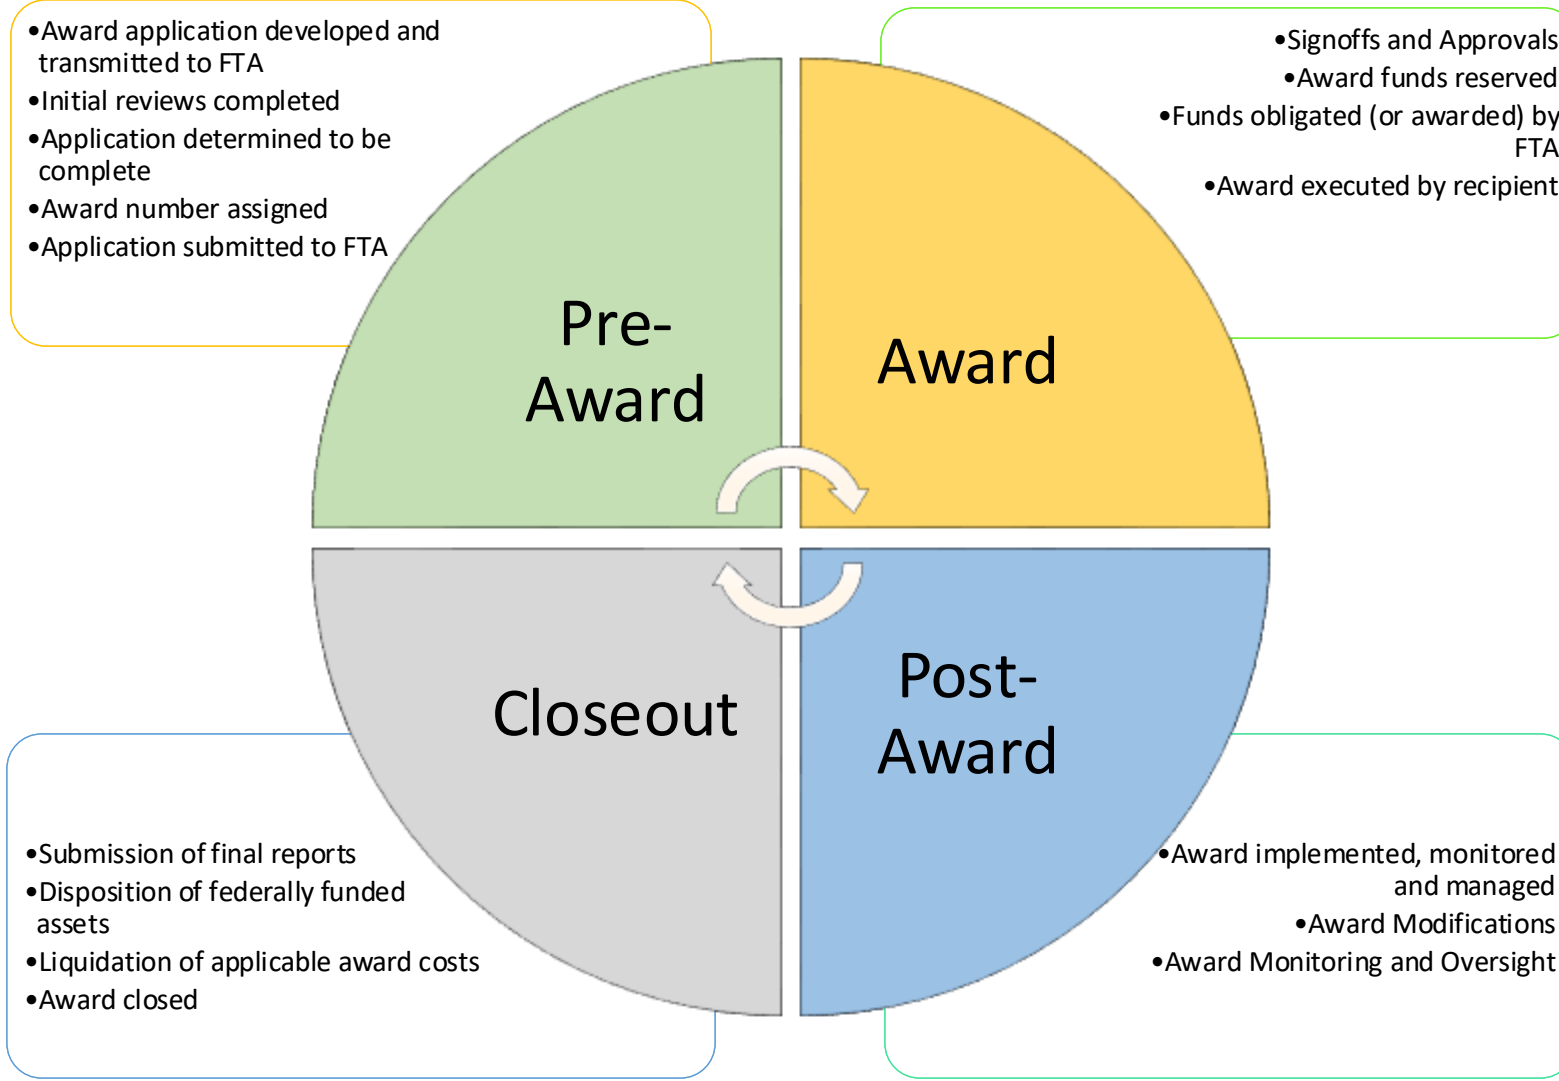 •Award application developed and
transmitted to FTA
•Initial reviews completed
•Application determined to be
complete
•Award number assigned
•Application submitted to FTA
•Signoffs and Approvals
•Award funds reserved
•Funds obligated (or awarded) by
FTA
•Award executed by recipient
Pre-
Award
Award
Closeout
Post-
Award
•Submission of final reports
•Disposition of federally funded
assets
•Liquidation of applicable award costs
•Award closed
•Award implemented, monitored
and managed
•Award Modifications
•Award Monitoring and Oversight